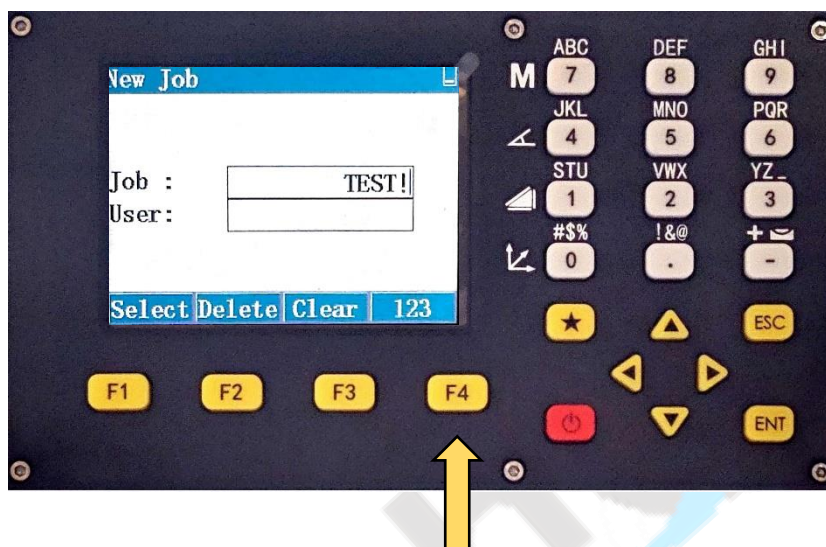 New Job
Job : TEST!
User:
Select Delete Clear 123
F1 F2 F3 F4
ABC DEF GHI
M 7 8 9
JKL MNO PQR
4 5 6
STU VWX YZ_
1 2 3
#$% !&@ +
0 . -
ESC
ENT